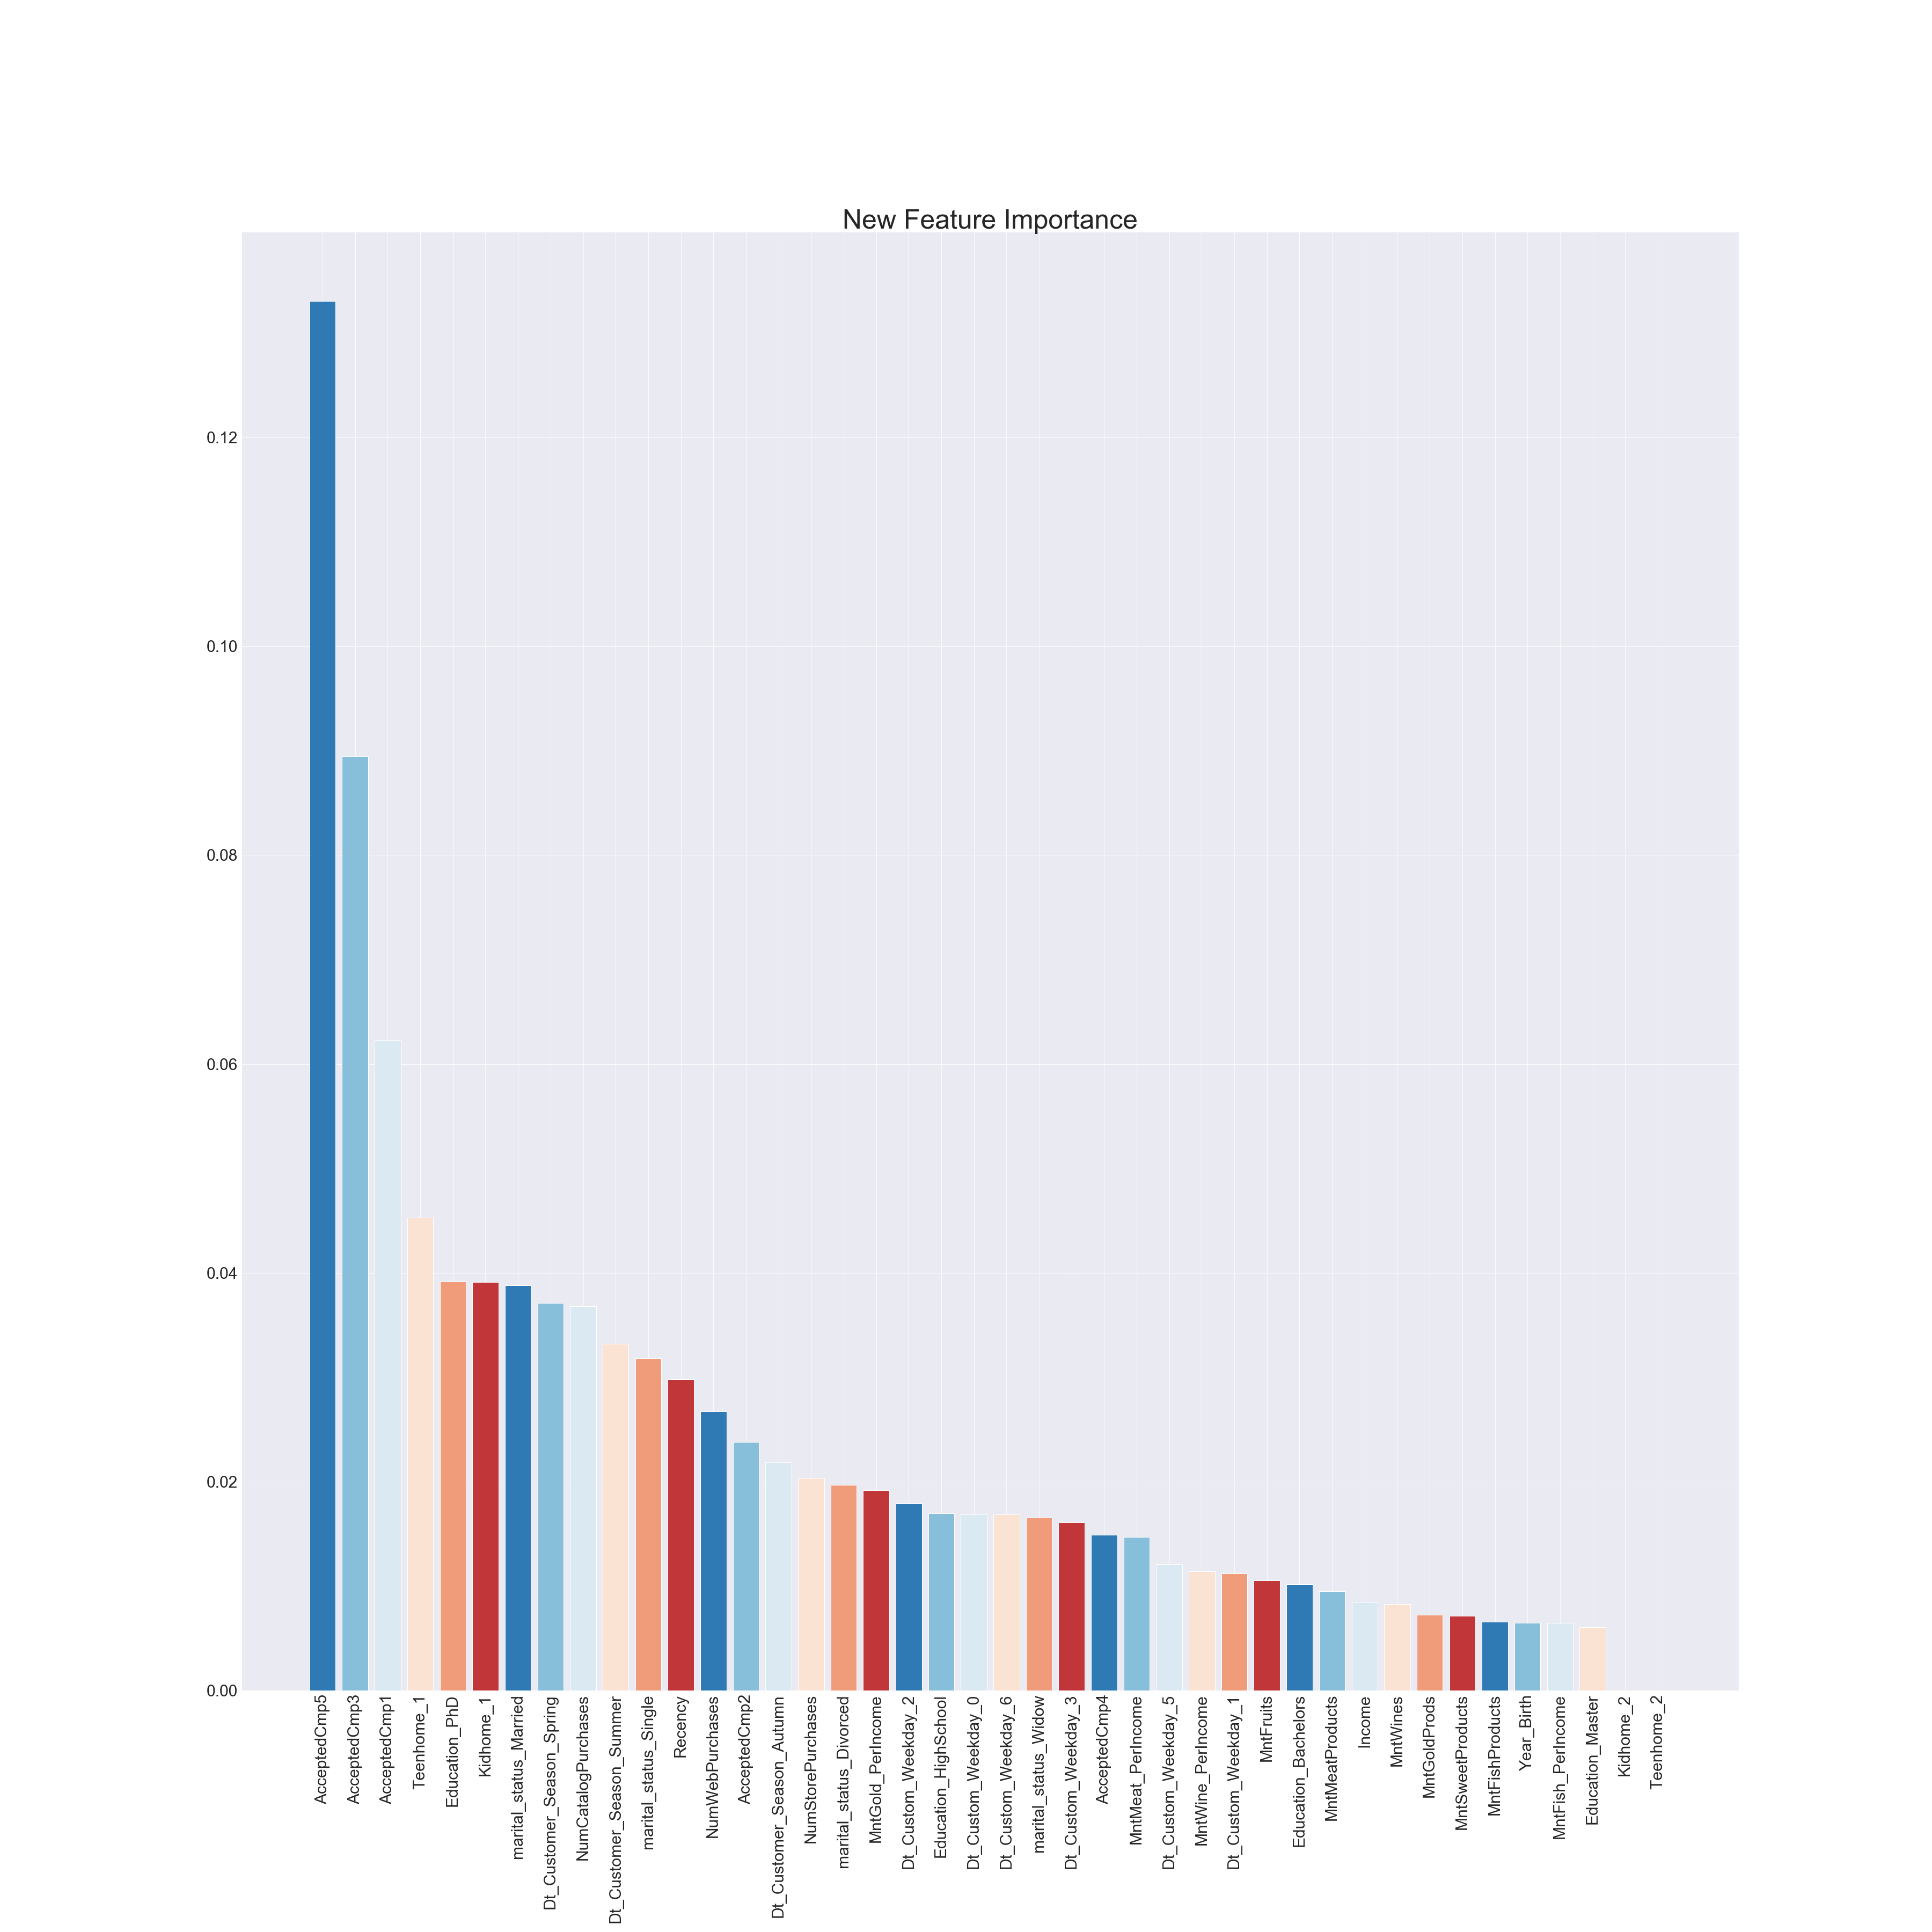 New Feature Importance
0.12
0.10
0.08
0.06
0.04
0.02
0.00
AcceptedCmp5
AcceptedCmp3
AcceptedCmp1
Teenhome_1
Education_PhD
Kidhome_1
marital_status_Married
Dt_Customer_Season_Spring
NumCatalogPurchases
Dt_Customer_Season_Summer
marital_status_Single
Recency
NumWebPurchases
AcceptedCmp2
Dt_Customer_Season_Autumn
NumStorePurchases
marital_status_Divorced
MntGold_PerIncome
Dt_Custom_Weekday_2
Education_HighSchool
Dt_Custom_Weekday_0
Dt_Custom_Weekday_6
marital_status_Widow
Dt_Custom_Weekday_3
AcceptedCmp4
MntMeat_PerIncome
Dt_Custom_Weekday_5
MntWine_PerIncome
Dt_Custom_Weekday_1
MntFruits
Education_Bachelors
MntMeatProducts
Income
MntWines
MntGoldProds
MntSweetProducts
MntFishProducts
Year_Birth
MntFish_PerIncome
Education_Master
Kidhome_2
Teenhome_2